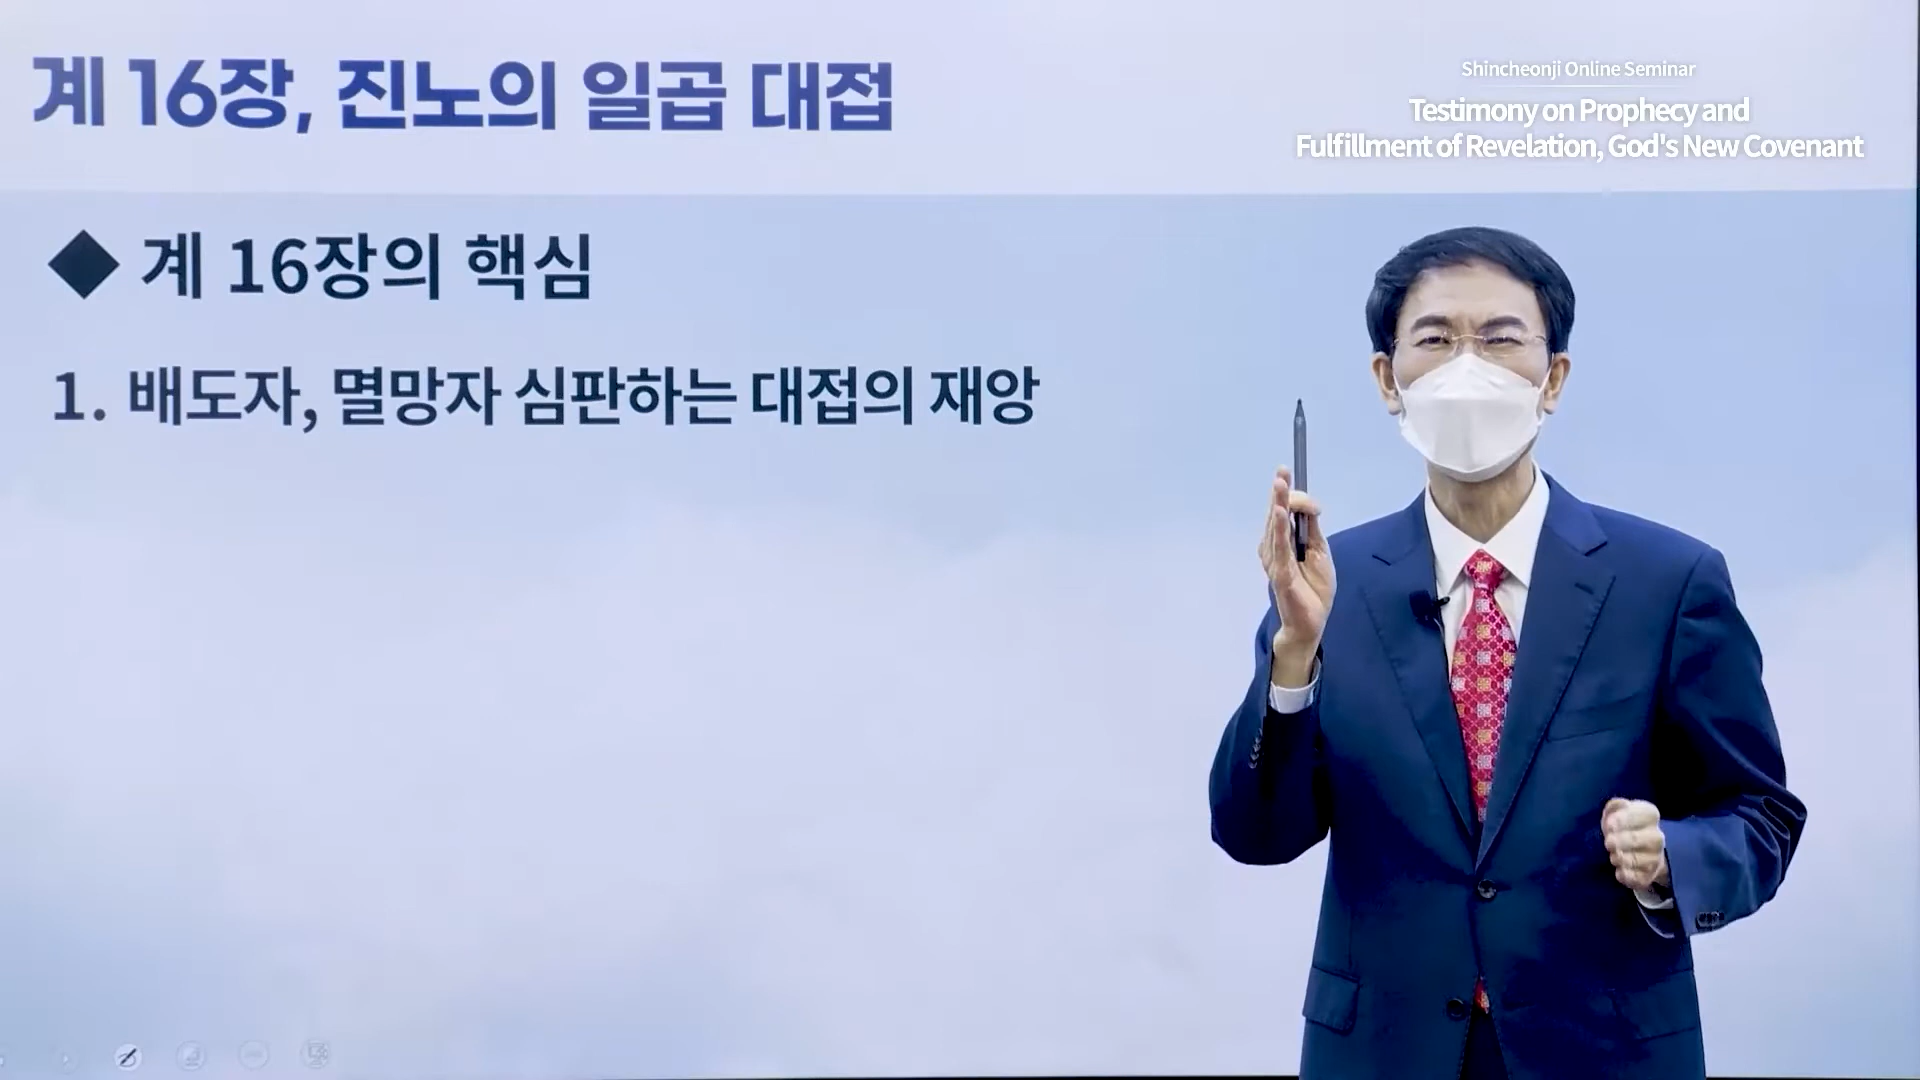 계 16장, 진노의 일곱 대접
Shincheonji Online Seminar
Testimony on Prophecy and
Fulfillment of Revelation, God's New Covenant
◆ 계 16장의 핵심
1. 배도자, 멸망자 심판하는 대접의 재앙